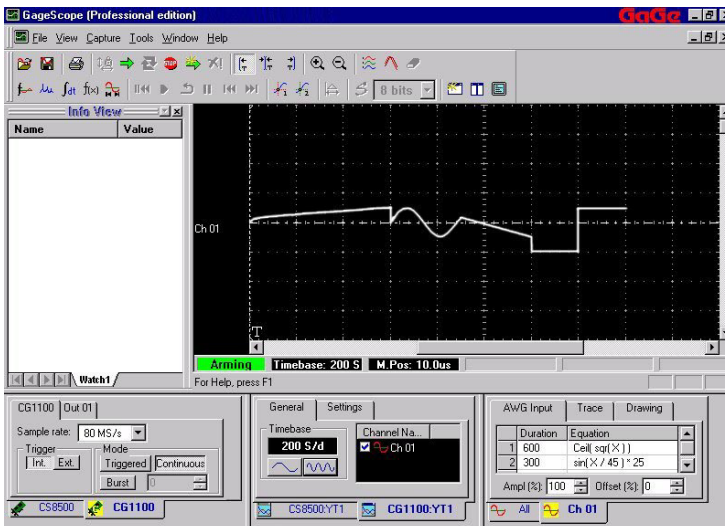 GageScope (Professional edition)
GaGe
File View Capture Tools Window Help
8 bits
Info View
Name Value
Ch 01
T
Arming Timebase: 200 S M.Pos: 10.0us
Watch1
For Help, press F1
CG1100 Out 01
Sample rate: 80 MS/s
Trigger Mode
Int. Ext. Triggered Continuous
Burst 0
CS8500 CG1100
General Settings
Timebase Channel Na...
200 S/d Ch 01
CS8500:YT1 CG1100:YT1
AWG Input Trace Drawing
Duration Equation
1 600 Ceil( sqr( X ) )
2 300 sin( X / 45 ) * 25
Ampl (%): 100 Offset (%): 0
All Ch 01